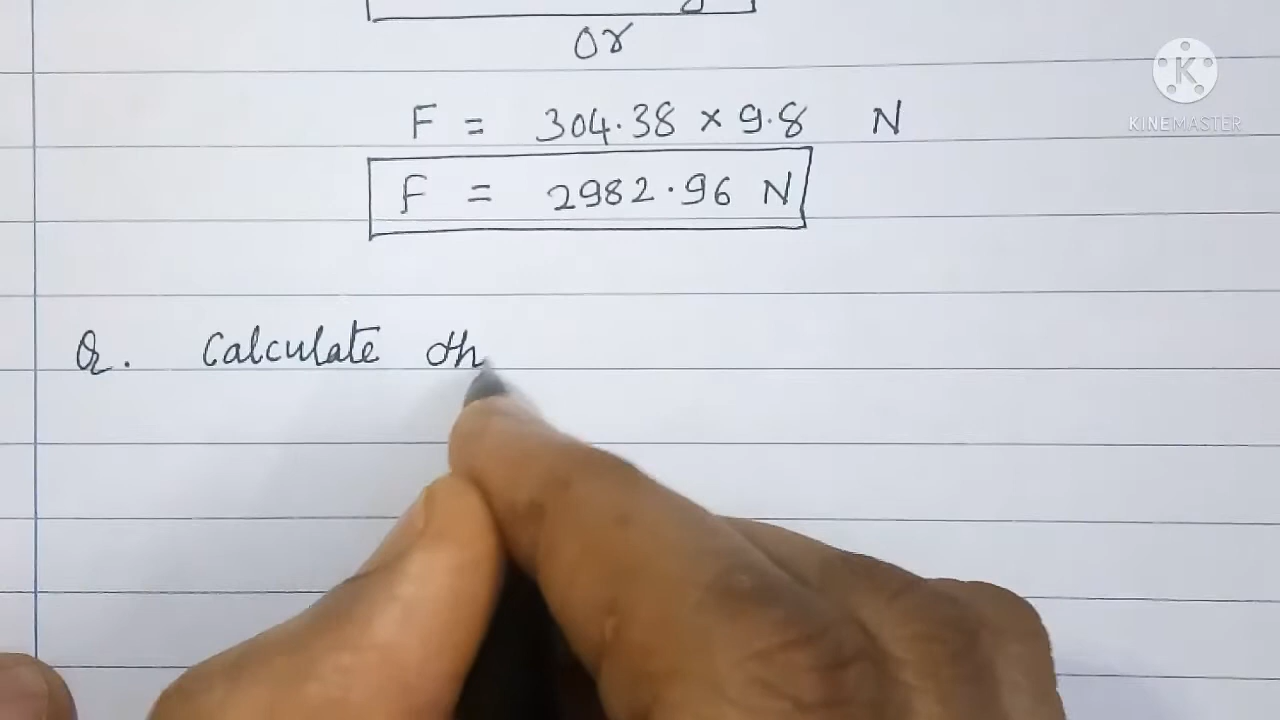 or
F = 304.38 × 9.8 N
F = 2982.96 N
Q. Calculate th
K
KINEMASTER